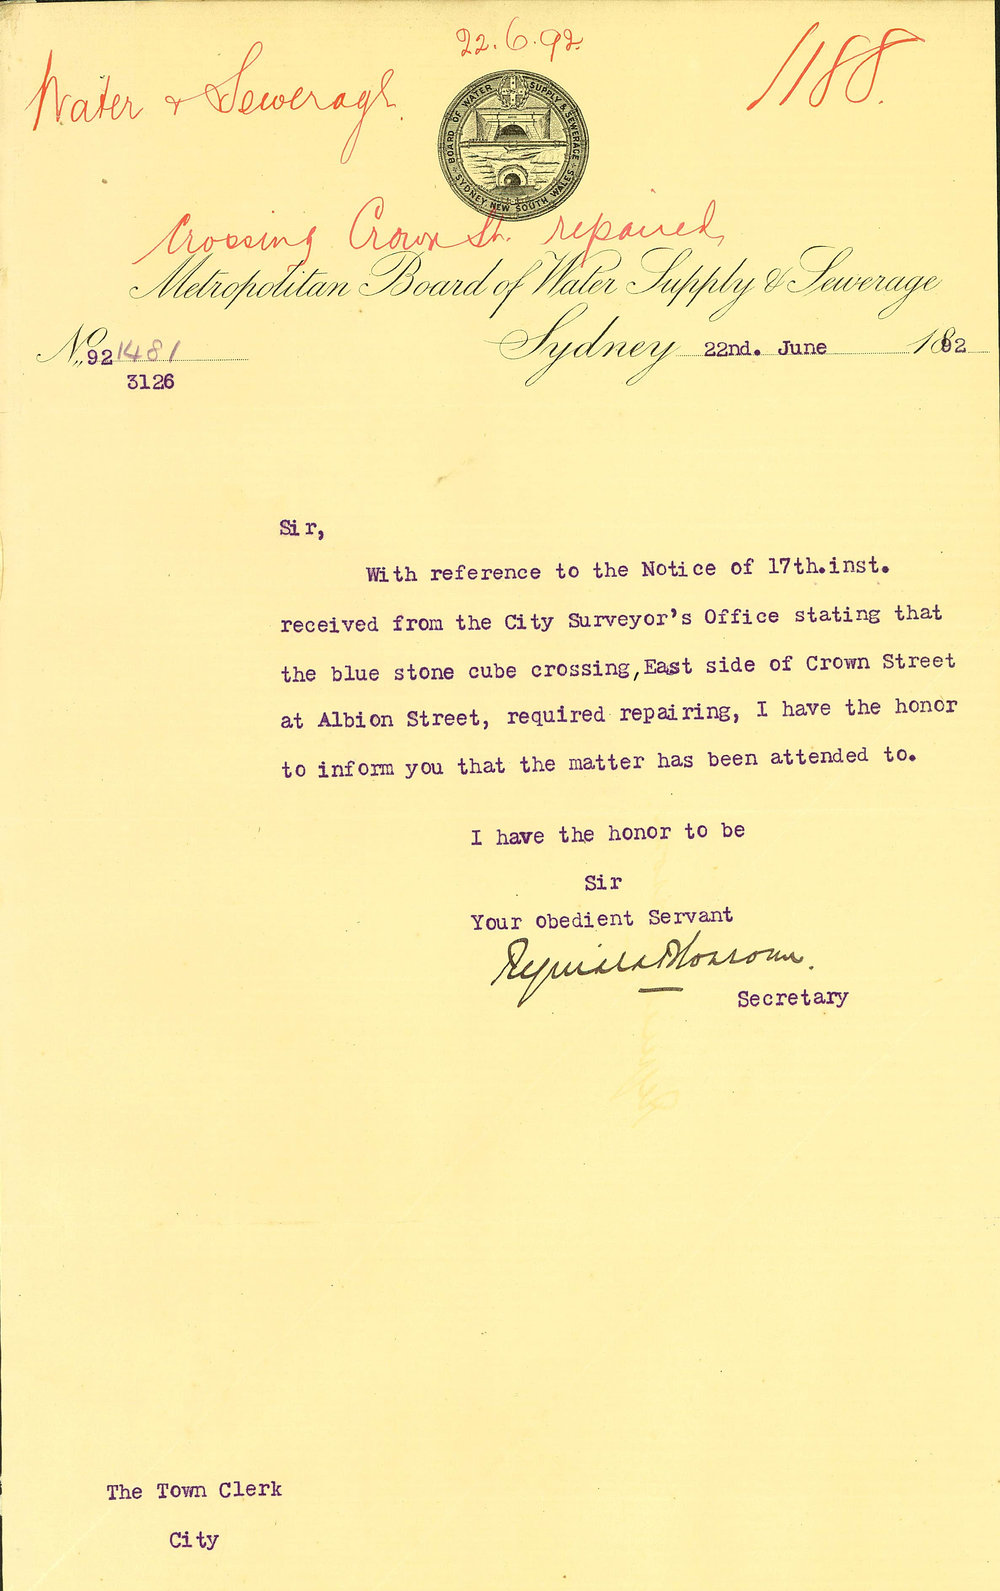 22.6.92
Water & Sewerage
1188.
BOARD OF WATER SUPPLY & SEWERAGE
SYDNEY, NEW SOUTH WALES
Crossing Crown St. repaired
Metropolitan Board of Water Supply & Sewerage
No. 92 1481
3126
Sydney 22nd. June 1892
Sir,
With reference to the Notice of 17th.inst.
received from the City Surveyor's Office stating that
the blue stone cube crossing,East side of Crown Street
at Albion Street, required repairing, I have the honor
to inform you that the matter has been attended to.
I have the honor to be
Sir
Your obedient Servant
Secretary
The Town Clerk
City